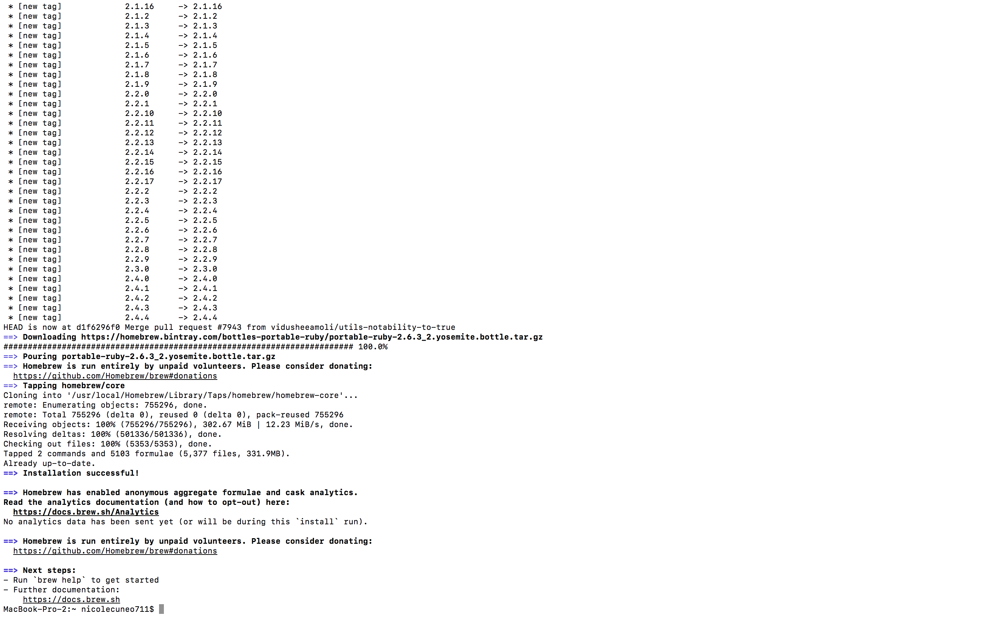 * [new tag] 2.1.16 -> 2.1.16
* [new tag] 2.1.2 -> 2.1.2
* [new tag] 2.1.3 -> 2.1.3
* [new tag] 2.1.4 -> 2.1.4
* [new tag] 2.1.5 -> 2.1.5
* [new tag] 2.1.6 -> 2.1.6
* [new tag] 2.1.7 -> 2.1.7
* [new tag] 2.1.8 -> 2.1.8
* [new tag] 2.1.9 -> 2.1.9
* [new tag] 2.2.0 -> 2.2.0
* [new tag] 2.2.1 -> 2.2.1
* [new tag] 2.2.10 -> 2.2.10
* [new tag] 2.2.11 -> 2.2.11
* [new tag] 2.2.12 -> 2.2.12
* [new tag] 2.2.13 -> 2.2.13
* [new tag] 2.2.14 -> 2.2.14
* [new tag] 2.2.15 -> 2.2.15
* [new tag] 2.2.16 -> 2.2.16
* [new tag] 2.2.17 -> 2.2.17
* [new tag] 2.2.2 -> 2.2.2
* [new tag] 2.2.3 -> 2.2.3
* [new tag] 2.2.4 -> 2.2.4
* [new tag] 2.2.5 -> 2.2.5
* [new tag] 2.2.6 -> 2.2.6
* [new tag] 2.2.7 -> 2.2.7
* [new tag] 2.2.8 -> 2.2.8
* [new tag] 2.2.9 -> 2.2.9
* [new tag] 2.3.0 -> 2.3.0
* [new tag] 2.4.0 -> 2.4.0
* [new tag] 2.4.1 -> 2.4.1
* [new tag] 2.4.2 -> 2.4.2
* [new tag] 2.4.3 -> 2.4.3
* [new tag] 2.4.4 -> 2.4.4
HEAD is now at d1f6296f0 Merge pull request #7943 from vidusheeamoli/utils-notability-to-true
==> Downloading https://homebrew.bintray.com/bottles-portable-ruby/portable-ruby-2.6.3_2.yosemite.bottle.tar.gz
######################################################################## 100.0%
==> Pouring portable-ruby-2.6.3_2.yosemite.bottle.tar.gz
==> Homebrew is run entirely by unpaid volunteers. Please consider donating:
https://github.com/Homebrew/brew#donations
==> Tapping homebrew/core
Cloning into '/usr/local/Homebrew/Library/Taps/homebrew/homebrew-core'...
remote: Enumerating objects: 755296, done.
remote: Total 755296 (delta 0), reused 0 (delta 0), pack-reused 755296
Receiving objects: 100% (755296/755296), 302.67 MiB | 12.23 MiB/s, done.
Resolving deltas: 100% (501336/501336), done.
Checking out files: 100% (5353/5353), done.
Tapped 2 commands and 5103 formulae (5,377 files, 331.9MB).
Already up-to-date.
==> Installation successful!
==> Homebrew has enabled anonymous aggregate formulae and cask analytics.
Read the analytics documentation (and how to opt-out) here:
https://docs.brew.sh/Analytics
No analytics data has been sent yet (or will be during this `install` run).
==> Homebrew is run entirely by unpaid volunteers. Please consider donating:
https://github.com/Homebrew/brew#donations
==> Next steps:
- Run `brew help` to get started
- Further documentation:
https://docs.brew.sh
MacBook-Pro-2:~ nicolecuneo711$